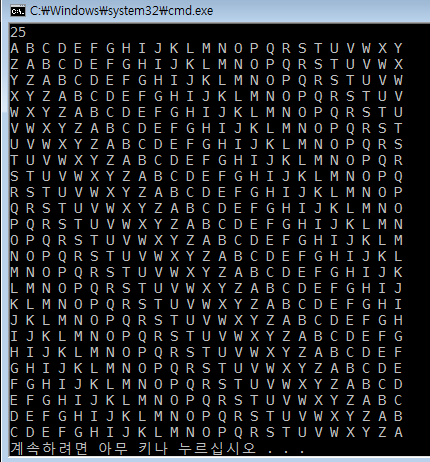 C:₩Windows₩system32₩cmd.exe
25
A B C D E F G H I J K L M N O P Q R S T U V W X Y
Z A B C D E F G H I J K L M N O P Q R S T U V W X
Y Z A B C D E F G H I J K L M N O P Q R S T U V W
X Y Z A B C D E F G H I J K L M N O P Q R S T U V
W X Y Z A B C D E F G H I J K L M N O P Q R S T U
V W X Y Z A B C D E F G H I J K L M N O P Q R S T
U V W X Y Z A B C D E F G H I J K L M N O P Q R S
T U V W X Y Z A B C D E F G H I J K L M N O P Q R
S T U V W X Y Z A B C D E F G H I J K L M N O P Q
R S T U V W X Y Z A B C D E F G H I J K L M N O P
Q R S T U V W X Y Z A B C D E F G H I J K L M N O
P Q R S T U V W X Y Z A B C D E F G H I J K L M N
O P Q R S T U V W X Y Z A B C D E F G H I J K L M
N O P Q R S T U V W X Y Z A B C D E F G H I J K L
M N O P Q R S T U V W X Y Z A B C D E F G H I J K
L M N O P Q R S T U V W X Y Z A B C D E F G H I J
K L M N O P Q R S T U V W X Y Z A B C D E F G H I
J K L M N O P Q R S T U V W X Y Z A B C D E F G H
I J K L M N O P Q R S T U V W X Y Z A B C D E F G
H I J K L M N O P Q R S T U V W X Y Z A B C D E F
G H I J K L M N O P Q R S T U V W X Y Z A B C D E
F G H I J K L M N O P Q R S T U V W X Y Z A B C D
E F G H I J K L M N O P Q R S T U V W X Y Z A B C
D E F G H I J K L M N O P Q R S T U V W X Y Z A B
C D E F G H I J K L M N O P Q R S T U V W X Y Z A
계속하려면 아무 키나 누르십시오 . . .